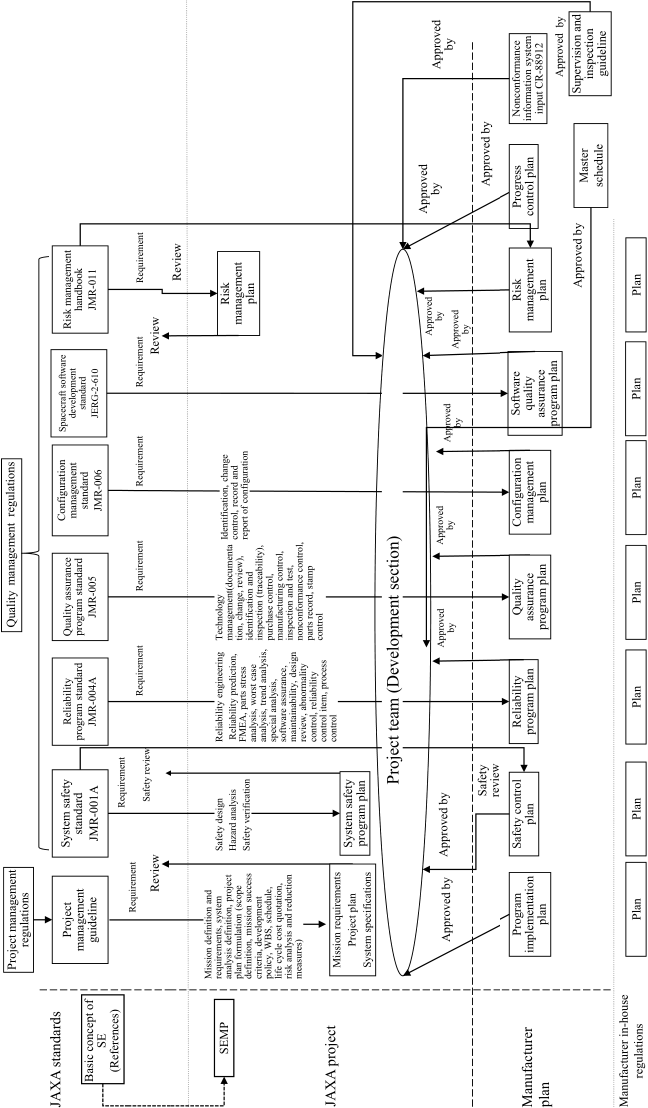 Project management
regulations
Quality management regulations
JAXA standards
Basic concept of
SE
(References)
Project
management
guideline
System safety
standard
JMR-001A
Reliability
program standard
JMR-004A
Quality assurance
program standard
JMR-005
Configuration
management
standard
JMR-006
Spacecraft software
development
standard
JERG-2-610
Risk management
handbook
JMR-011
Requirement
Review
Requirement
Safety review
Requirement
Requirement
Requirement
Requirement
Review
Requirement
Review
SEMP
Mission definition and
requirements, system
analysis definition, project
plan formulation (scope
definition, mission success
criteria, development
policy, WBS, schedule,
life cycle cost quotation,
risk analysis and reduction
measures)
Safety design
Hazard analysis
Safety verification
Reliability engineering
Reliability prediction,
FMEA, parts stress
analysis, worst case
analysis, trend analysis,
special analysis,
software assurance,
maintainability, design
review, abnormality
control, reliability
control item, process
control
Technology
management(documenta
tion, change, review),
identification and
inspection (traceability),
purchase control,
manufacturing control,
inspection and test,
nonconformance control,
parts record, stamp
control
Identification, change
control, record and
report of configuration
Risk
management
plan
JAXA project
Mission requirements
Project plan
System specifications
System safety
program plan
Project team (Development section)
Approved by
Approved by
Safety
review
Approved
by
Approved
by
Approved
by
Approved
by
Approved
by
Approved
by
Approved
by
Approved
by
Approved by
Manufacturer
plan
Program
implementation
plan
Safety control
plan
Reliability
program plan
Quality
assurance
program plan
Configuration
management
plan
Software
quality
assurance
program plan
Risk
management
plan
Progress
control plan
Nonconformance
information system
input CR-88912
Approved by
Supervision and
inspection
guideline
Approved by
Master
schedule
Manufacturer in-house
regulations
Plan
Plan
Plan
Plan
Plan
Plan
Plan